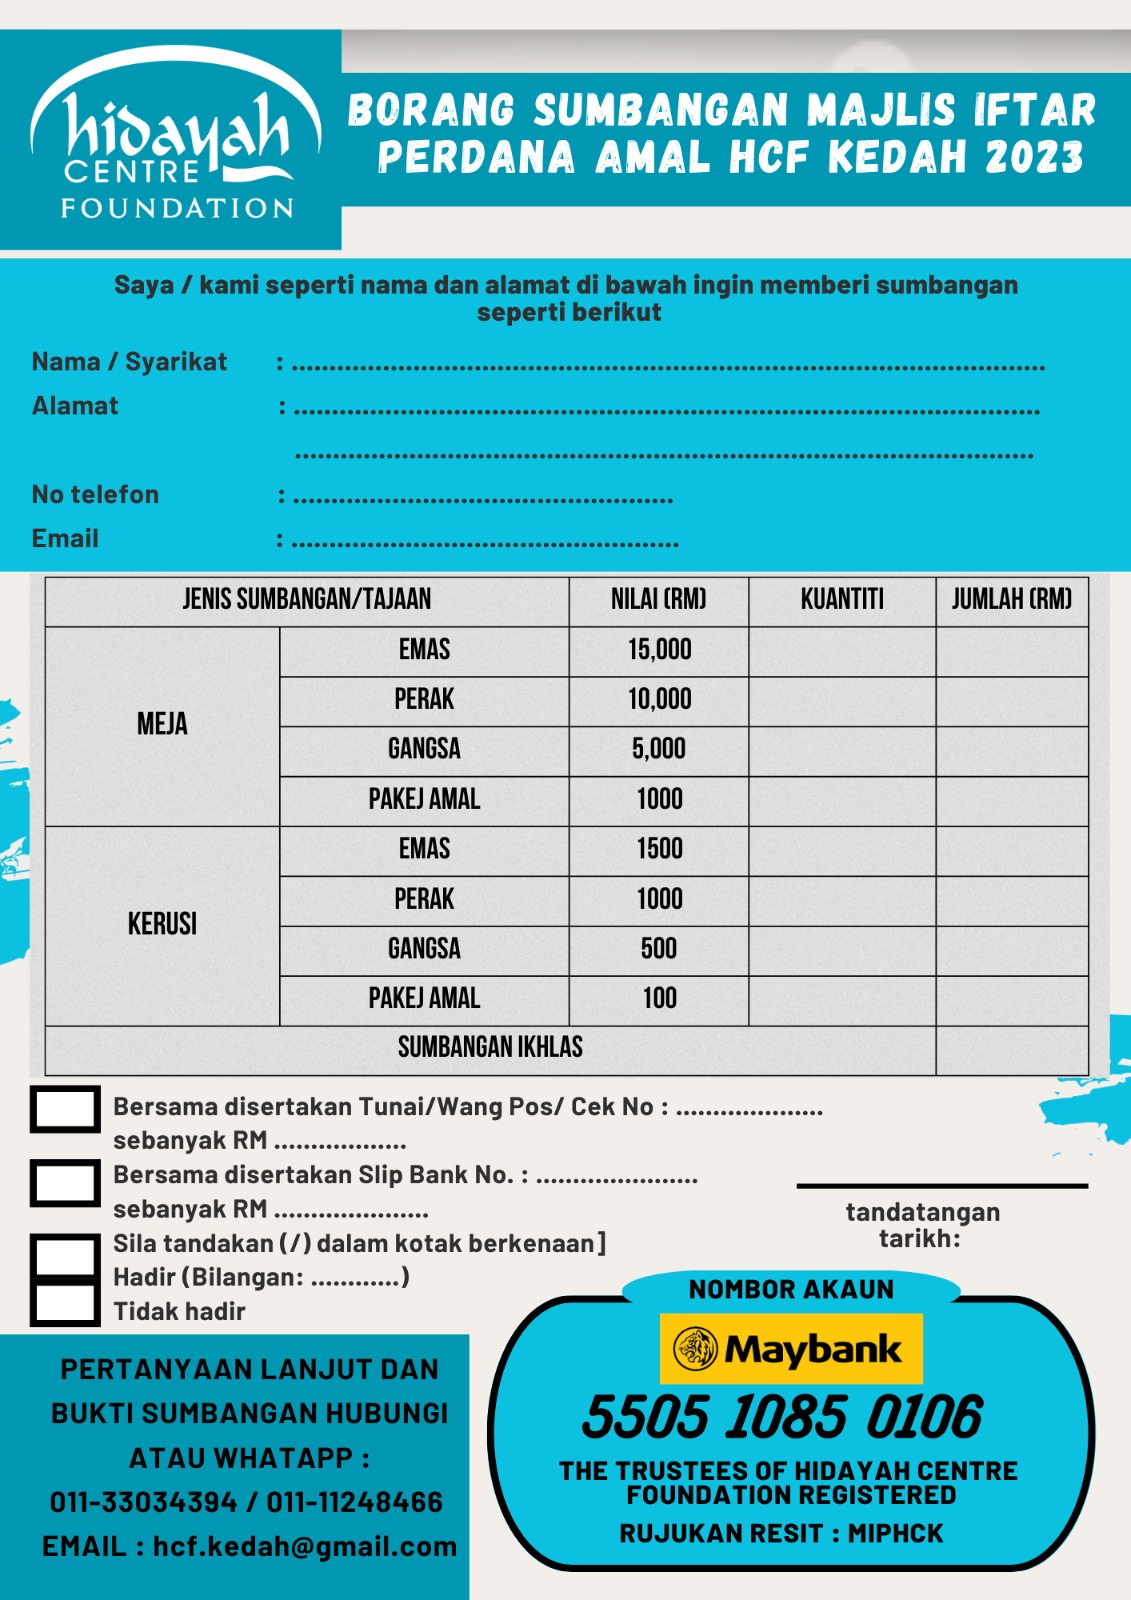 hidayah
CENTRE
FOUNDATION
BORANG SUMBANGAN MAJLIS IFTAR
PERDANA AMAL HCF KEDAH 2023
Saya / kami seperti nama dan alamat di bawah ingin memberi sumbangan
seperti berikut
Nama / Syarikat : ..........................................................................................
Alamat : ..........................................................................................
..........................................................................................
No telefon : ..................................................
Email : ...................................................
JENIS SUMBANGAN/TAJAAN NILAI (RM) KUANTITI JUMLAH (RM)
MEJA
EMAS 15,000
PERAK 10,000
GANGSA 5,000
PAKEJ AMAL 1000
KERUSI
EMAS 1500
PERAK 1000
GANGSA 500
PAKEJ AMAL 100
SUMBANGAN IKHLAS
Bersama disertakan Tunai/Wang Pos/ Cek No : .....................
sebanyak RM ...................
Bersama disertakan Slip Bank No. : .......................
sebanyak RM ......................
Sila tandakan (/) dalam kotak berkenaan]
Hadir (Bilangan: ............)
Tidak hadir
tandatangan
tarikh:
PERTANYAAN LANJUT DAN
BUKTI SUMBANGAN HUBUNGI
ATAU WHATAPP :
011-33034394 / 011-11248466
EMAIL : hcf.kedah@gmail.com
NOMBOR AKAUN
Maybank
5505 1085 0106
THE TRUSTEES OF HIDAYAH CENTRE
FOUNDATION REGISTERED
RUJUKAN RESIT : MIPHCK